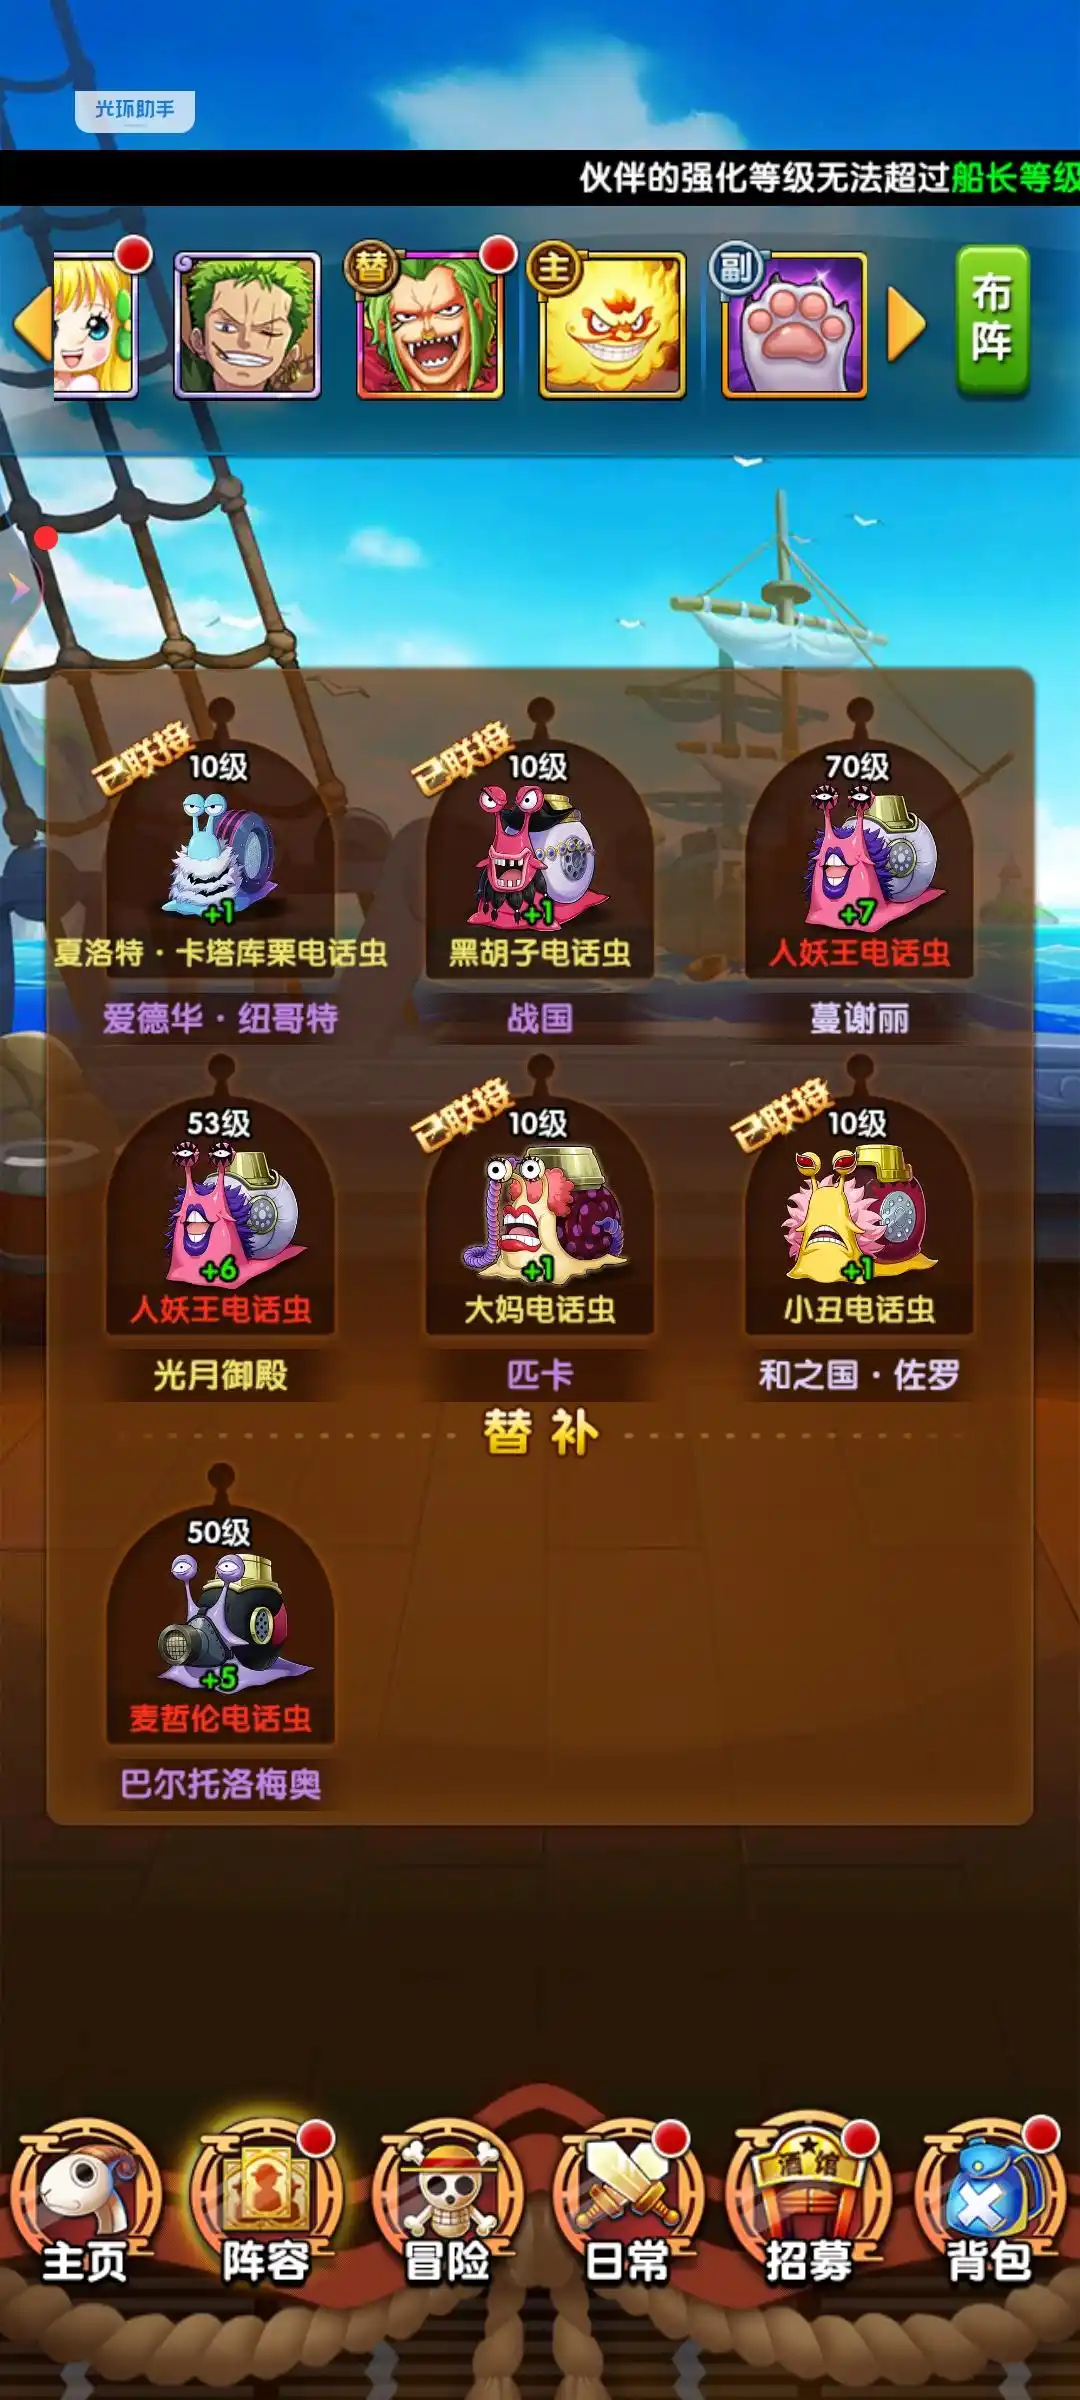 光环助手
伙伴的强化等级无法超过船长等级
替
主
副
布阵
已联接
10级
+1
夏洛特·卡塔库栗电话虫
爱德华·纽哥特
已联接
10级
+1
黑胡子电话虫
战国
70级
+7
人妖王电话虫
蔓谢丽
53级
+6
人妖王电话虫
光月御殿
已联接
10级
+1
大妈电话虫
匹卡
已联接
10级
+1
小丑电话虫
和之国·佐罗
替补
50级
+5
麦哲伦电话虫
巴尔托洛梅奥
主页
阵容
冒险
日常
酒馆
招募
背包